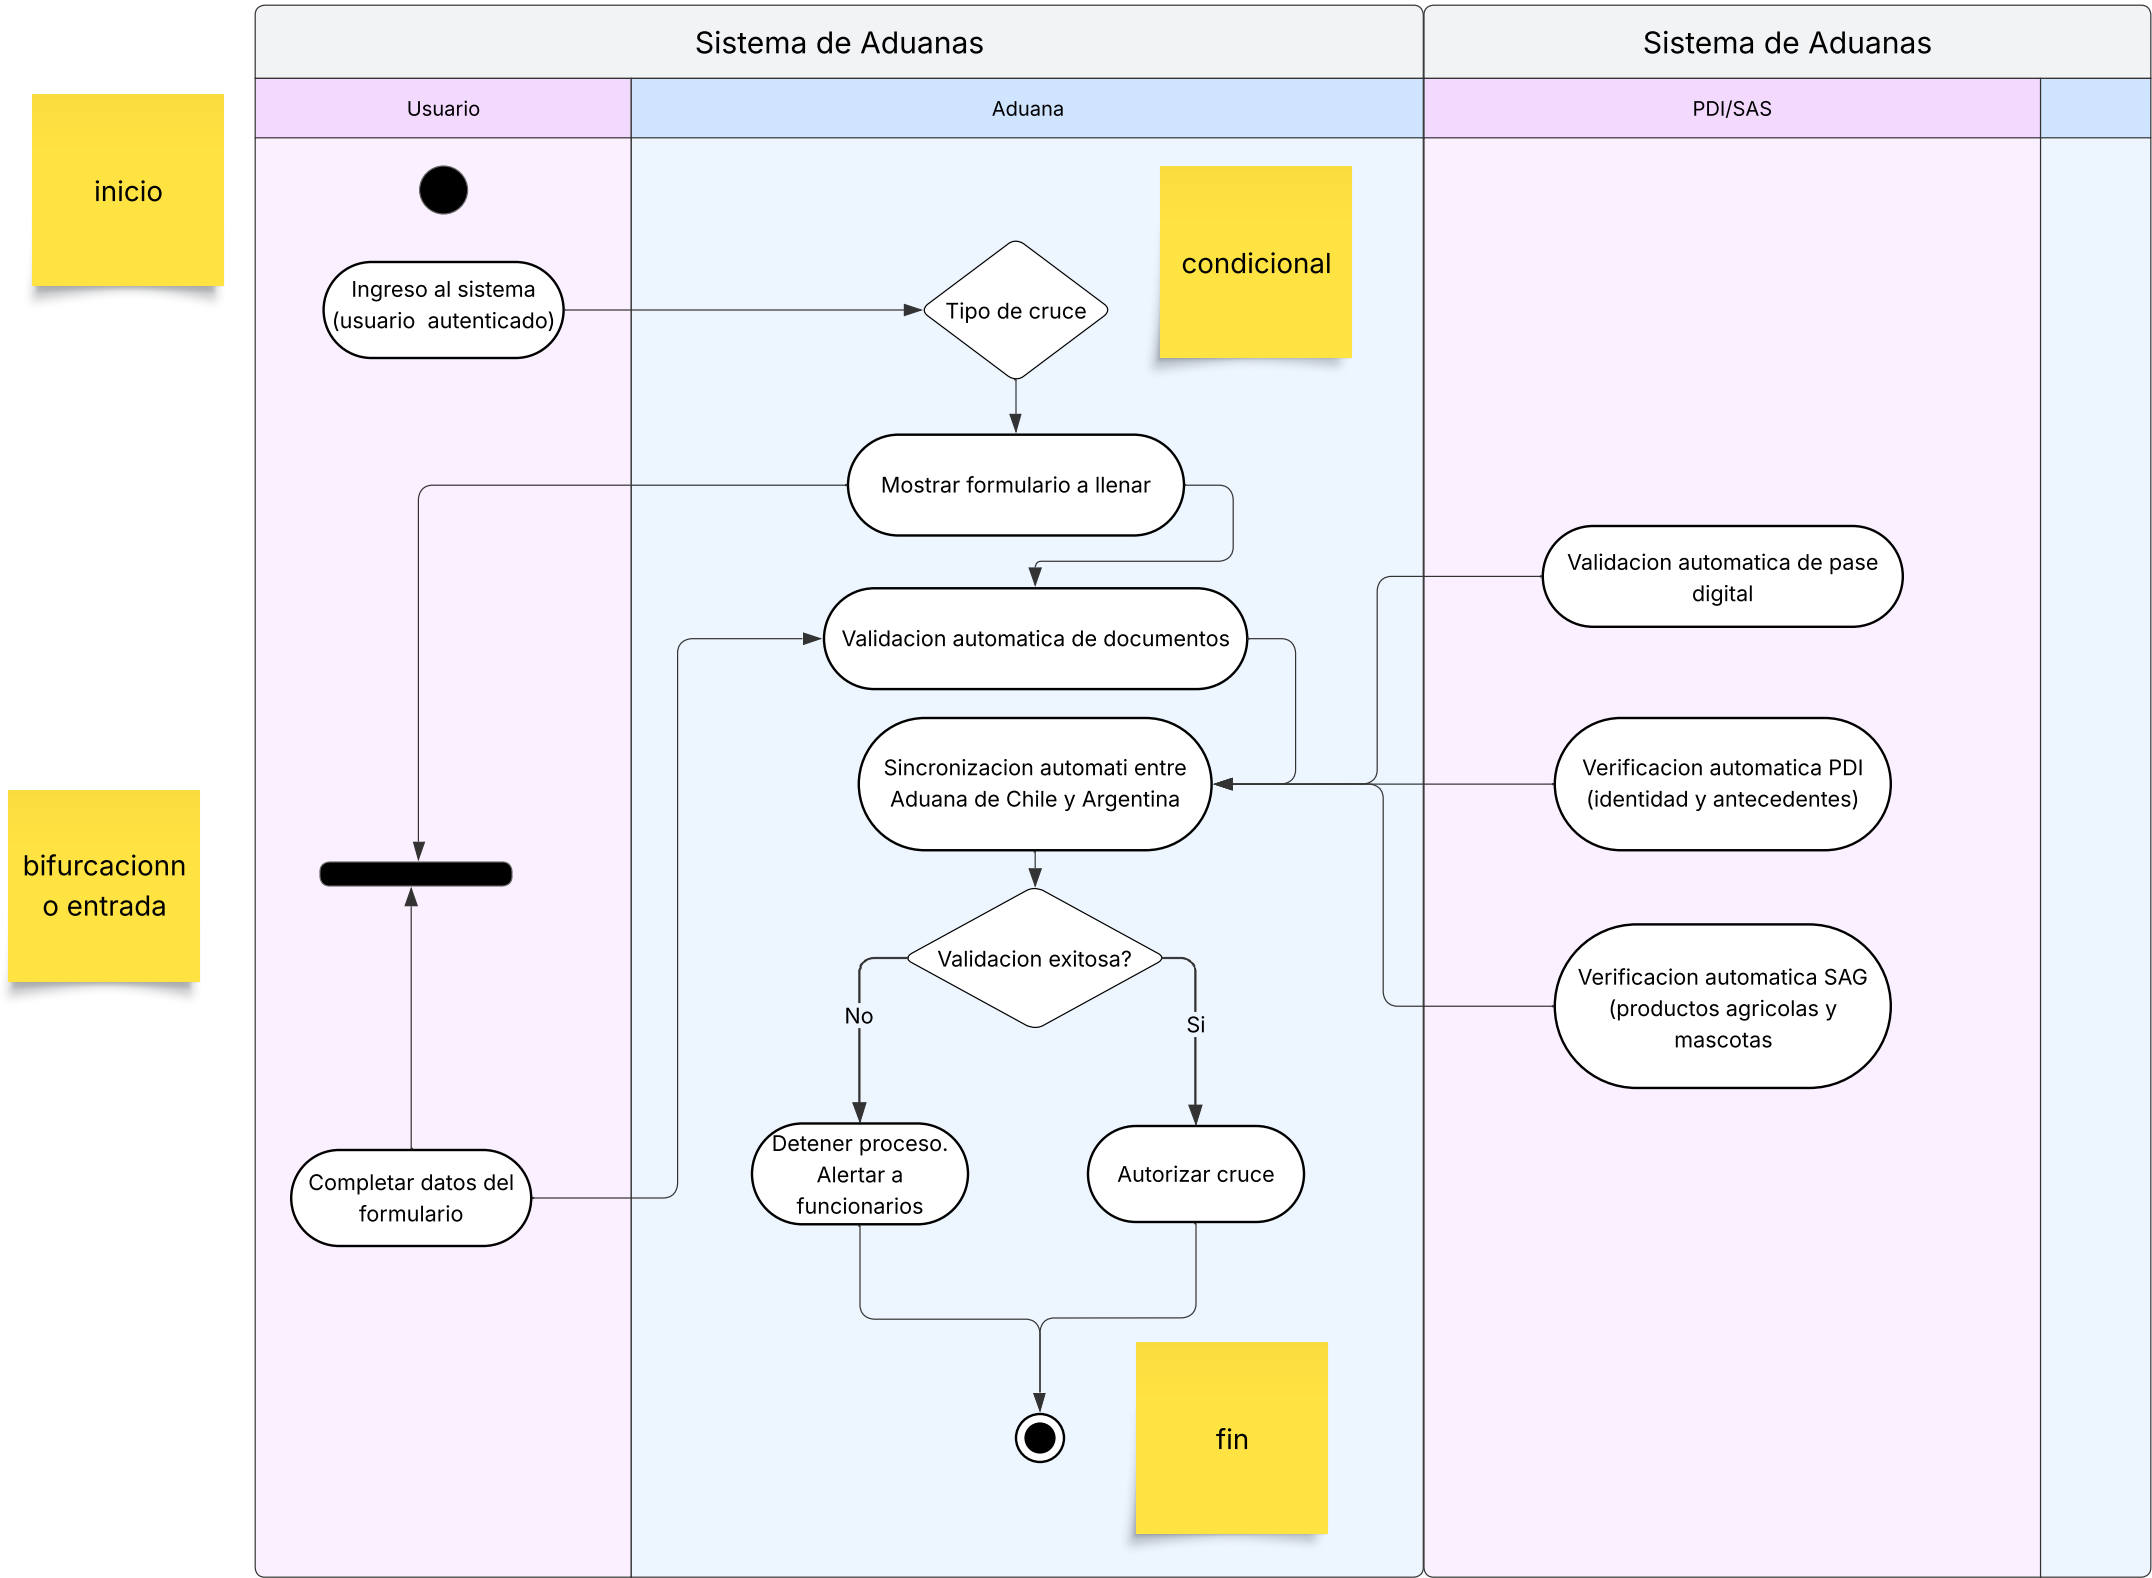 Sistema de Aduanas
Sistema de Aduanas
Usuario
Aduana
PDI/SAS
inicio
condicional
Ingreso al sistema
(usuario  autenticado)
Tipo de cruce
Mostrar formulario a llenar
Validacion automatica de pase
digital
Validacion automatica de documentos
Sincronizacion automati entre
Aduana de Chile y Argentina
Verificacion automatica PDI
(identidad y antecedentes)
bifurcacionn
o entrada
Validacion exitosa?
Verificacion automatica SAG
(productos agricolas y
mascotas
No
Si
Detener proceso.
Alertar a
funcionarios
Autorizar cruce
Completar datos del
formulario
fin